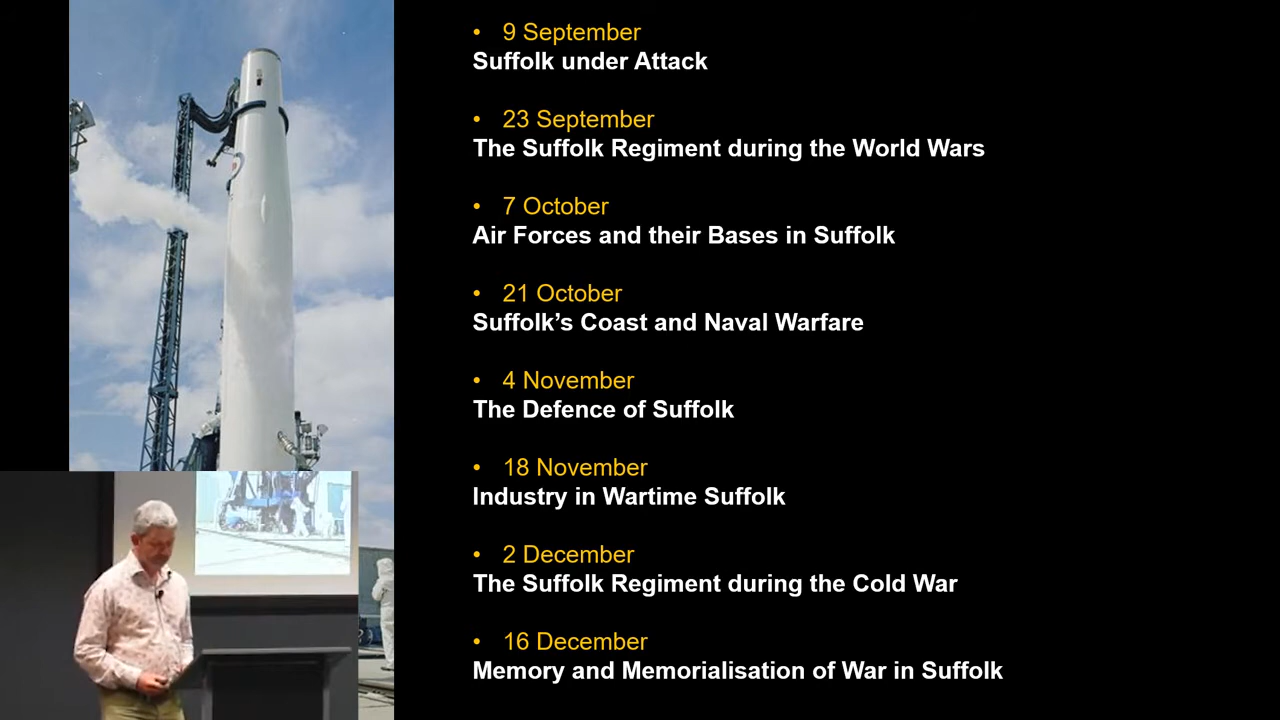 • 9 September
Suffolk under Attack
• 23 September
The Suffolk Regiment during the World Wars
• 7 October
Air Forces and their Bases in Suffolk
• 21 October
Suffolk’s Coast and Naval Warfare
• 4 November
The Defence of Suffolk
• 18 November
Industry in Wartime Suffolk
• 2 December
The Suffolk Regiment during the Cold War
• 16 December
Memory and Memorialisation of War in Suffolk